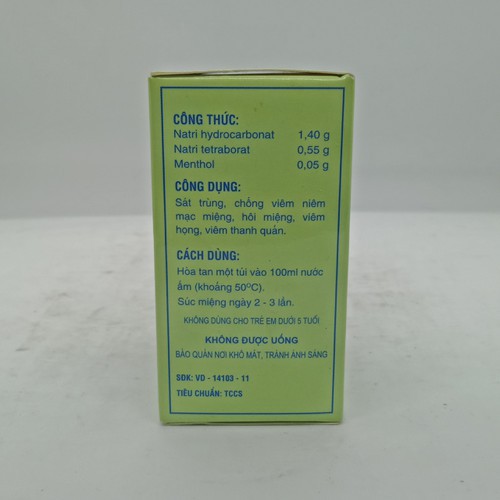 CÔNG THỨC:
Natri hydrocarbonat 1,40 g
Natri tetraborat 0,55 g
Menthol 0,05 g
CÔNG DỤNG:
Sát trùng, chống viêm niêm
mạc miệng, hôi miệng, viêm
họng, viêm thanh quản.
CÁCH DÙNG:
Hòa tan một túi vào 100ml nước
ấm (khoảng 50ºC).
Súc miệng ngày 2 - 3 lần.
KHÔNG DÙNG CHO TRẺ EM DƯỚI 5 TUỔI
KHÔNG ĐƯỢC UỐNG
BẢO QUẢN NƠI KHÔ MÁT, TRÁNH ÁNH SÁNG
SĐK: VD - 14103 - 11
TIÊU CHUẨN: TCCS